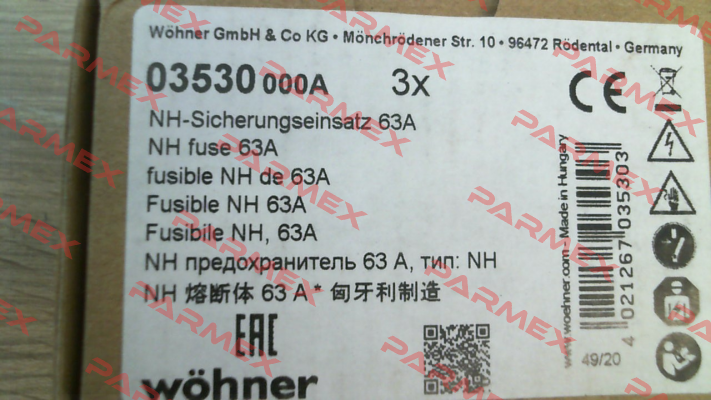 Wöhner GmbH & Co KG • Mönchrödener Str. 10 • 96472 Rödental • Germany
03530 000A 3x
NH-Sicherungseinsatz 63A
NH fuse 63A
fusible NH de 63A
Fusible NH 63A
Fusibile NH, 63A
NH предохранитель 63 А, тип: NH
NH 熔断体 63 A* 匈牙利制造
EAC
wöhner
CE
www.woehner.com – Made in Hungary
4 021267 035303
49/20
PARMEX